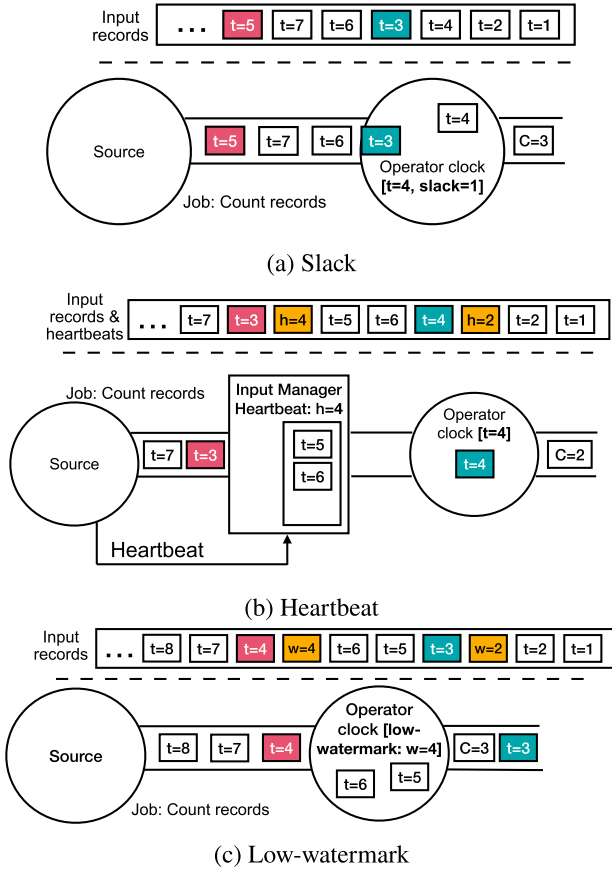 Input
records
... t=5 t=7 t=6 t=3 t=4 t=2 t=1
Source
t=5 t=7 t=6 t=3
t=4
C=3
Operator clock
[t=4, slack=1]
Job: Count records
(a) Slack
Input
records &
heartbeats
... t=7 t=3 h=4 t=5 t=6 t=4 h=2 t=2 t=1
Job: Count records
Source
t=7 t=3
Input Manager
Heartbeat: h=4
t=5
t=6
Operator
clock [t=4]
t=4
C=2
Heartbeat
(b) Heartbeat
Input
records
... t=8 t=7 t=4 w=4 t=6 t=5 t=3 w=2 t=2 t=1
Source
t=8 t=7 t=4
Operator
clock [low-
watermark: w=4]
t=6 t=5
C=3 t=3
Job: Count records
(c) Low-watermark